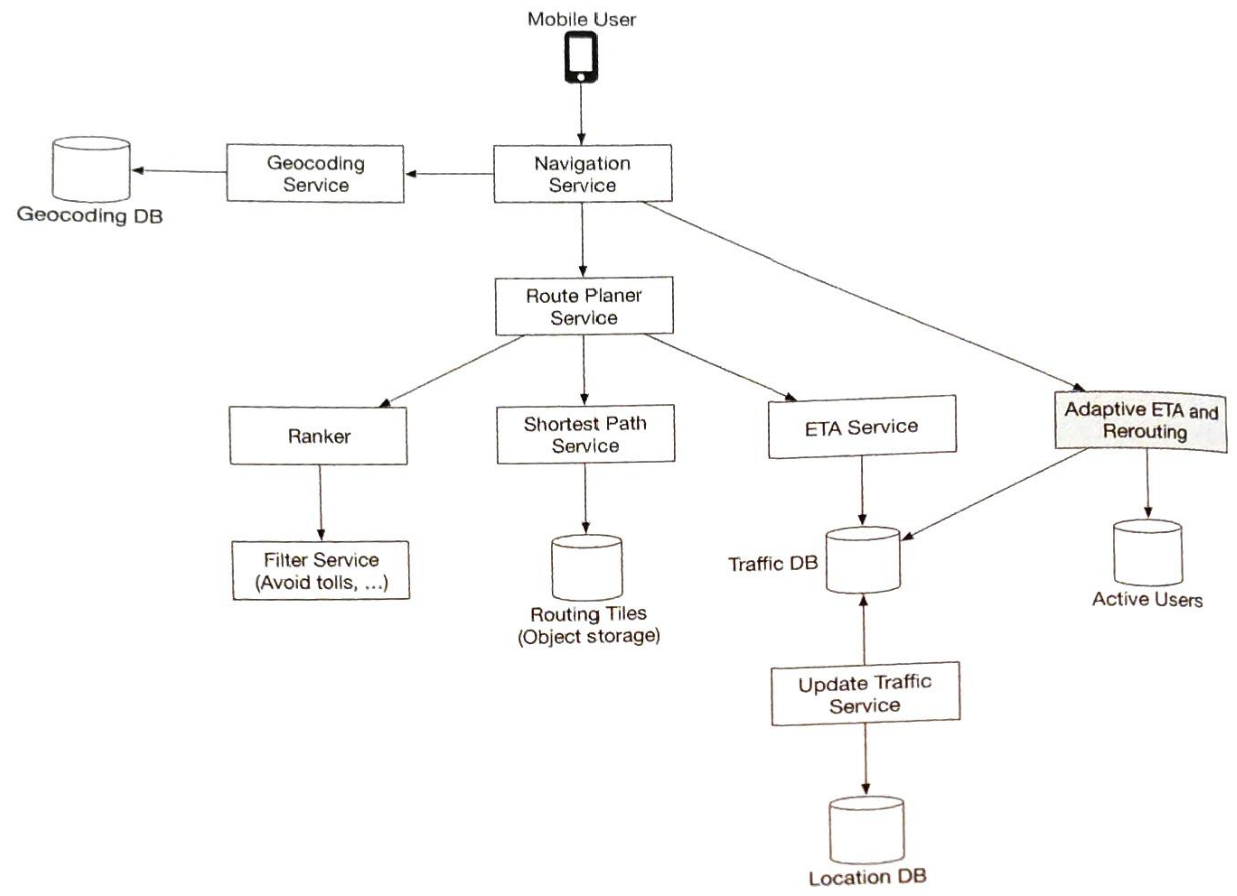 Mobile User
Geocoding DB
Geocoding
Service
Navigation
Service
Route Planer
Service
Ranker
Shortest Path
Service
ETA Service
Adaptive ETA and
Rerouting
Filter Service
(Avoid tolls, ...)
Routing Tiles
(Object storage)
Traffic DB
Active Users
Update Traffic
Service
Location DB